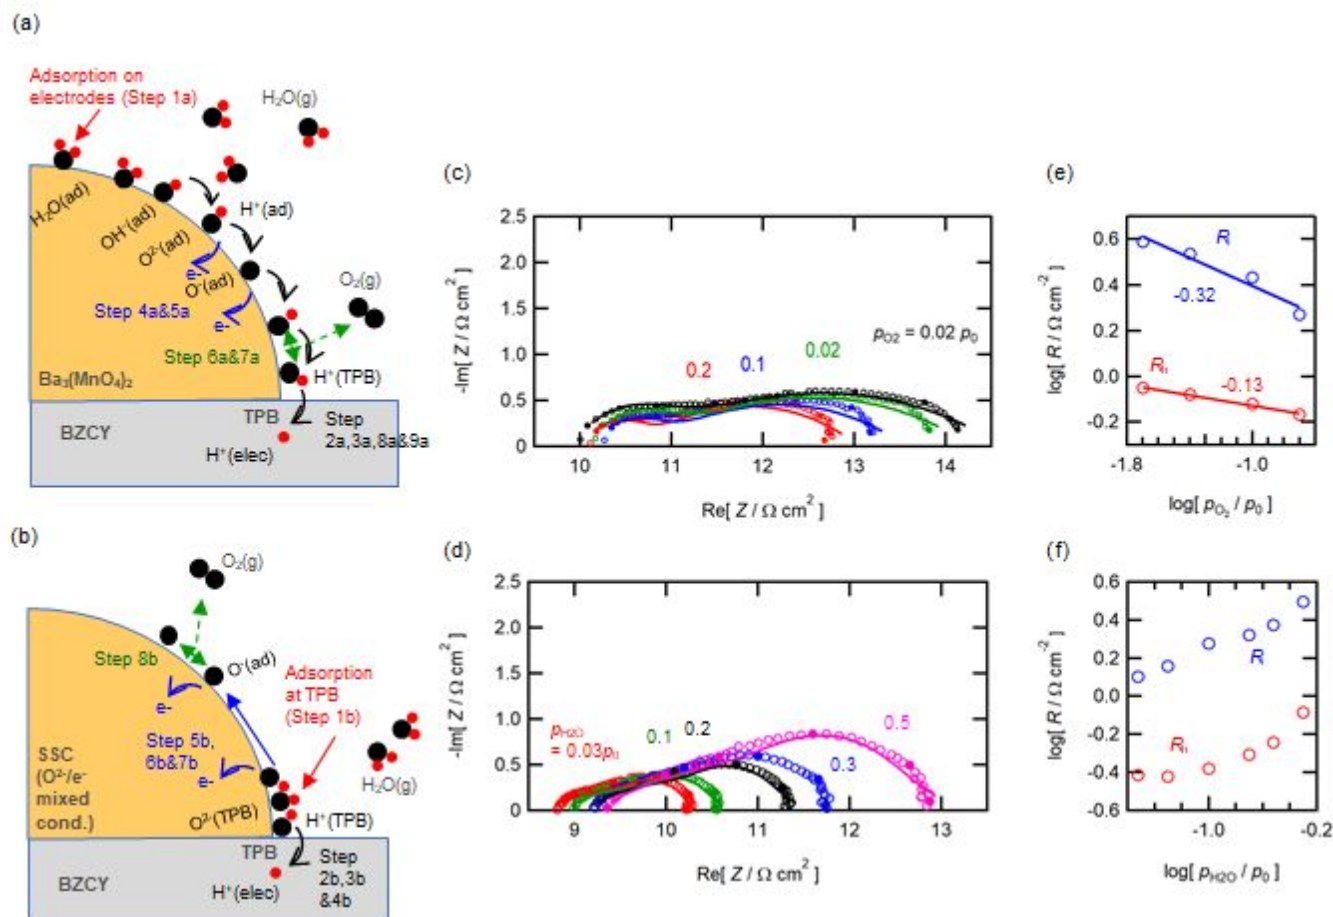 (a)
Adsorption on
electrodes (Step 1a)
H₂O(g)
H₂O(ad)
OH⁻(ad)
O²⁻(ad)
H⁺(ad)
e-
O⁻(ad)
O₂(g)
Step 4a&5a
e-
Step 6a&7a
H⁺(TPB)
Ba₃(MnO₄)₂
TPB
Step
2a,3a,8a&9a
BZCY
H⁺(elec)
(b)
O₂(g)
Step 8b
O⁻(ad)
e-
Adsorption
at TPB
(Step 1b)
Step 5b,
6b&7b
e-
SSC
(O²⁻/e⁻
mixed
cond.)
H₂O(g)
O²⁻(TPB)
H⁺(TPB)
TPB
Step
2b,3b
&4b
BZCY
H⁺(elec)
(c)
2.5
2.0
1.5
1.0
0.5
0
-Im[ Z / Ω cm² ]
0.2
0.1
0.02
p_O2 = 0.02 p₀
10 11 12 13 14
Re[ Z / Ω cm² ]
(d)
2.5
2.0
1.5
1.0
0.5
0
-Im[ Z / Ω cm² ]
p_H2O
= 0.03p₀
0.1
0.2
0.3
0.5
9 10 11 12 13
Re[ Z / Ω cm² ]
(e)
0.6
0.4
0.2
0.0
-0.2
log[ R / Ω cm⁻² ]
R_l
-0.32
R_h
-0.13
-1.8 -1.0
log[ p_O₂ / p₀ ]
(f)
0.6
0.4
0.2
0.0
-0.2
-0.4
-0.6
log[ R / Ω cm⁻² ]
R_l
R_h
-1.0 -0.2
log[ p_H2O / p₀ ]